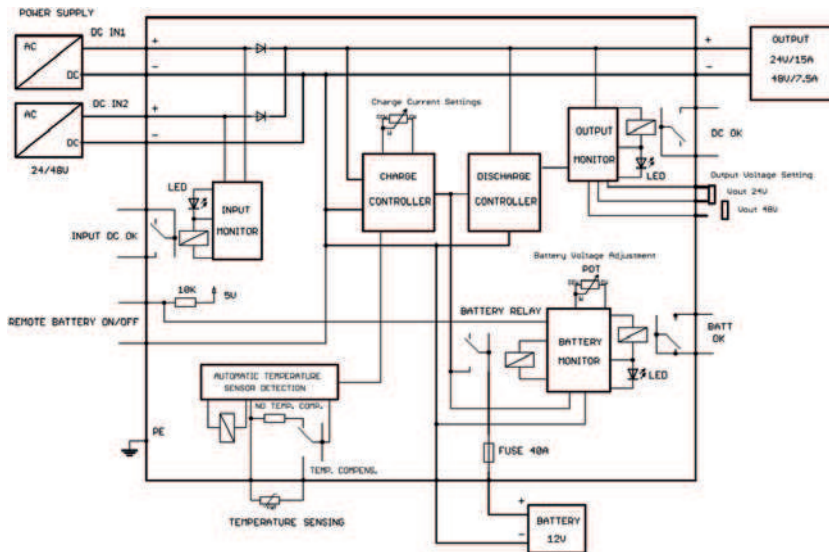 POWER SUPPLY
DC IN1
AC
DC
DC IN2
AC
DC
24/48V
+
-
+
-
+
-
OUTPUT
24V/15A
48V/7.5A
Charge Current Settings
W
CHARGE
CONTROLLER
DISCHARGE
CONTROLLER
OUTPUT
MONITOR
LED
DC OK
Output Voltage Setting
Vout 24V
Vout 48V
LED
INPUT
MONITOR
INPUT DC OK
10K
5V
REMOTE BATTERY ON/OFF
Battery Voltage Adjustment
POT
W
BATTERY RELAY
BATTERY
MONITOR
LED
BATT
OK
AUTOMATIC TEMPERATURE
SENSOR DETECTION
NO TEMP. COMP.
TEMP. COMPENS.
PE
FUSE 40A
TEMPERATURE SENSING
+
-
BATTERY
12V